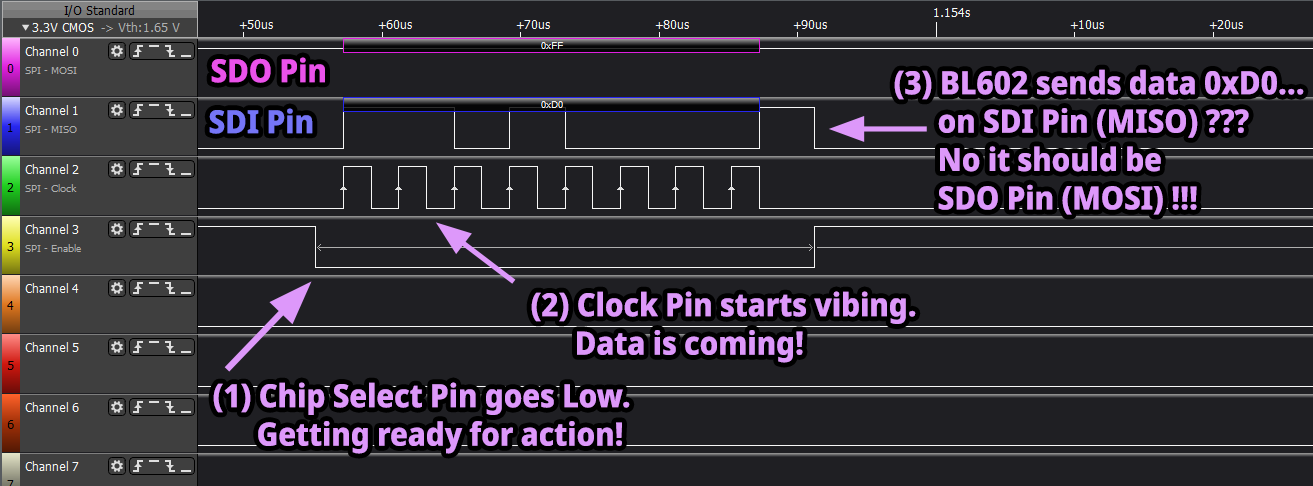 I/O Standard
▾3.3V CMOS -> Vth:1.65 V
+50us
+60us
+70us
+80us
+90us
1.154s
+10us
+20us
0
Channel 0
SPI - MOSI
0xFF
SDO Pin
1
Channel 1
SPI - MISO
0xD0
SDI Pin
(3) BL602 sends data 0xD0...
on SDI Pin (MISO) ???
No it should be
SDO Pin (MOSI) !!!
2
Channel 2
SPI - Clock
3
Channel 3
SPI - Enable
4
Channel 4
(2) Clock Pin starts vibing.
Data is coming!
5
Channel 5
(1) Chip Select Pin goes Low.
Getting ready for action!
6
Channel 6
7
Channel 7